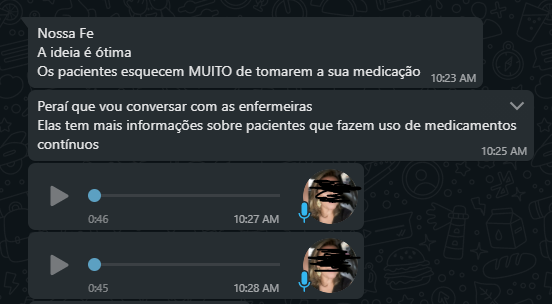 Nossa Fe
A ideia é ótima
Os pacientes esquecem MUITO de tomarem a sua medicação
10:23 AM
Peraí que vou conversar com as enfermeiras
Elas tem mais informações sobre pacientes que fazem uso de medicamentos
contínuos
10:25 AM
0:46
10:27 AM
0:45
10:28 AM